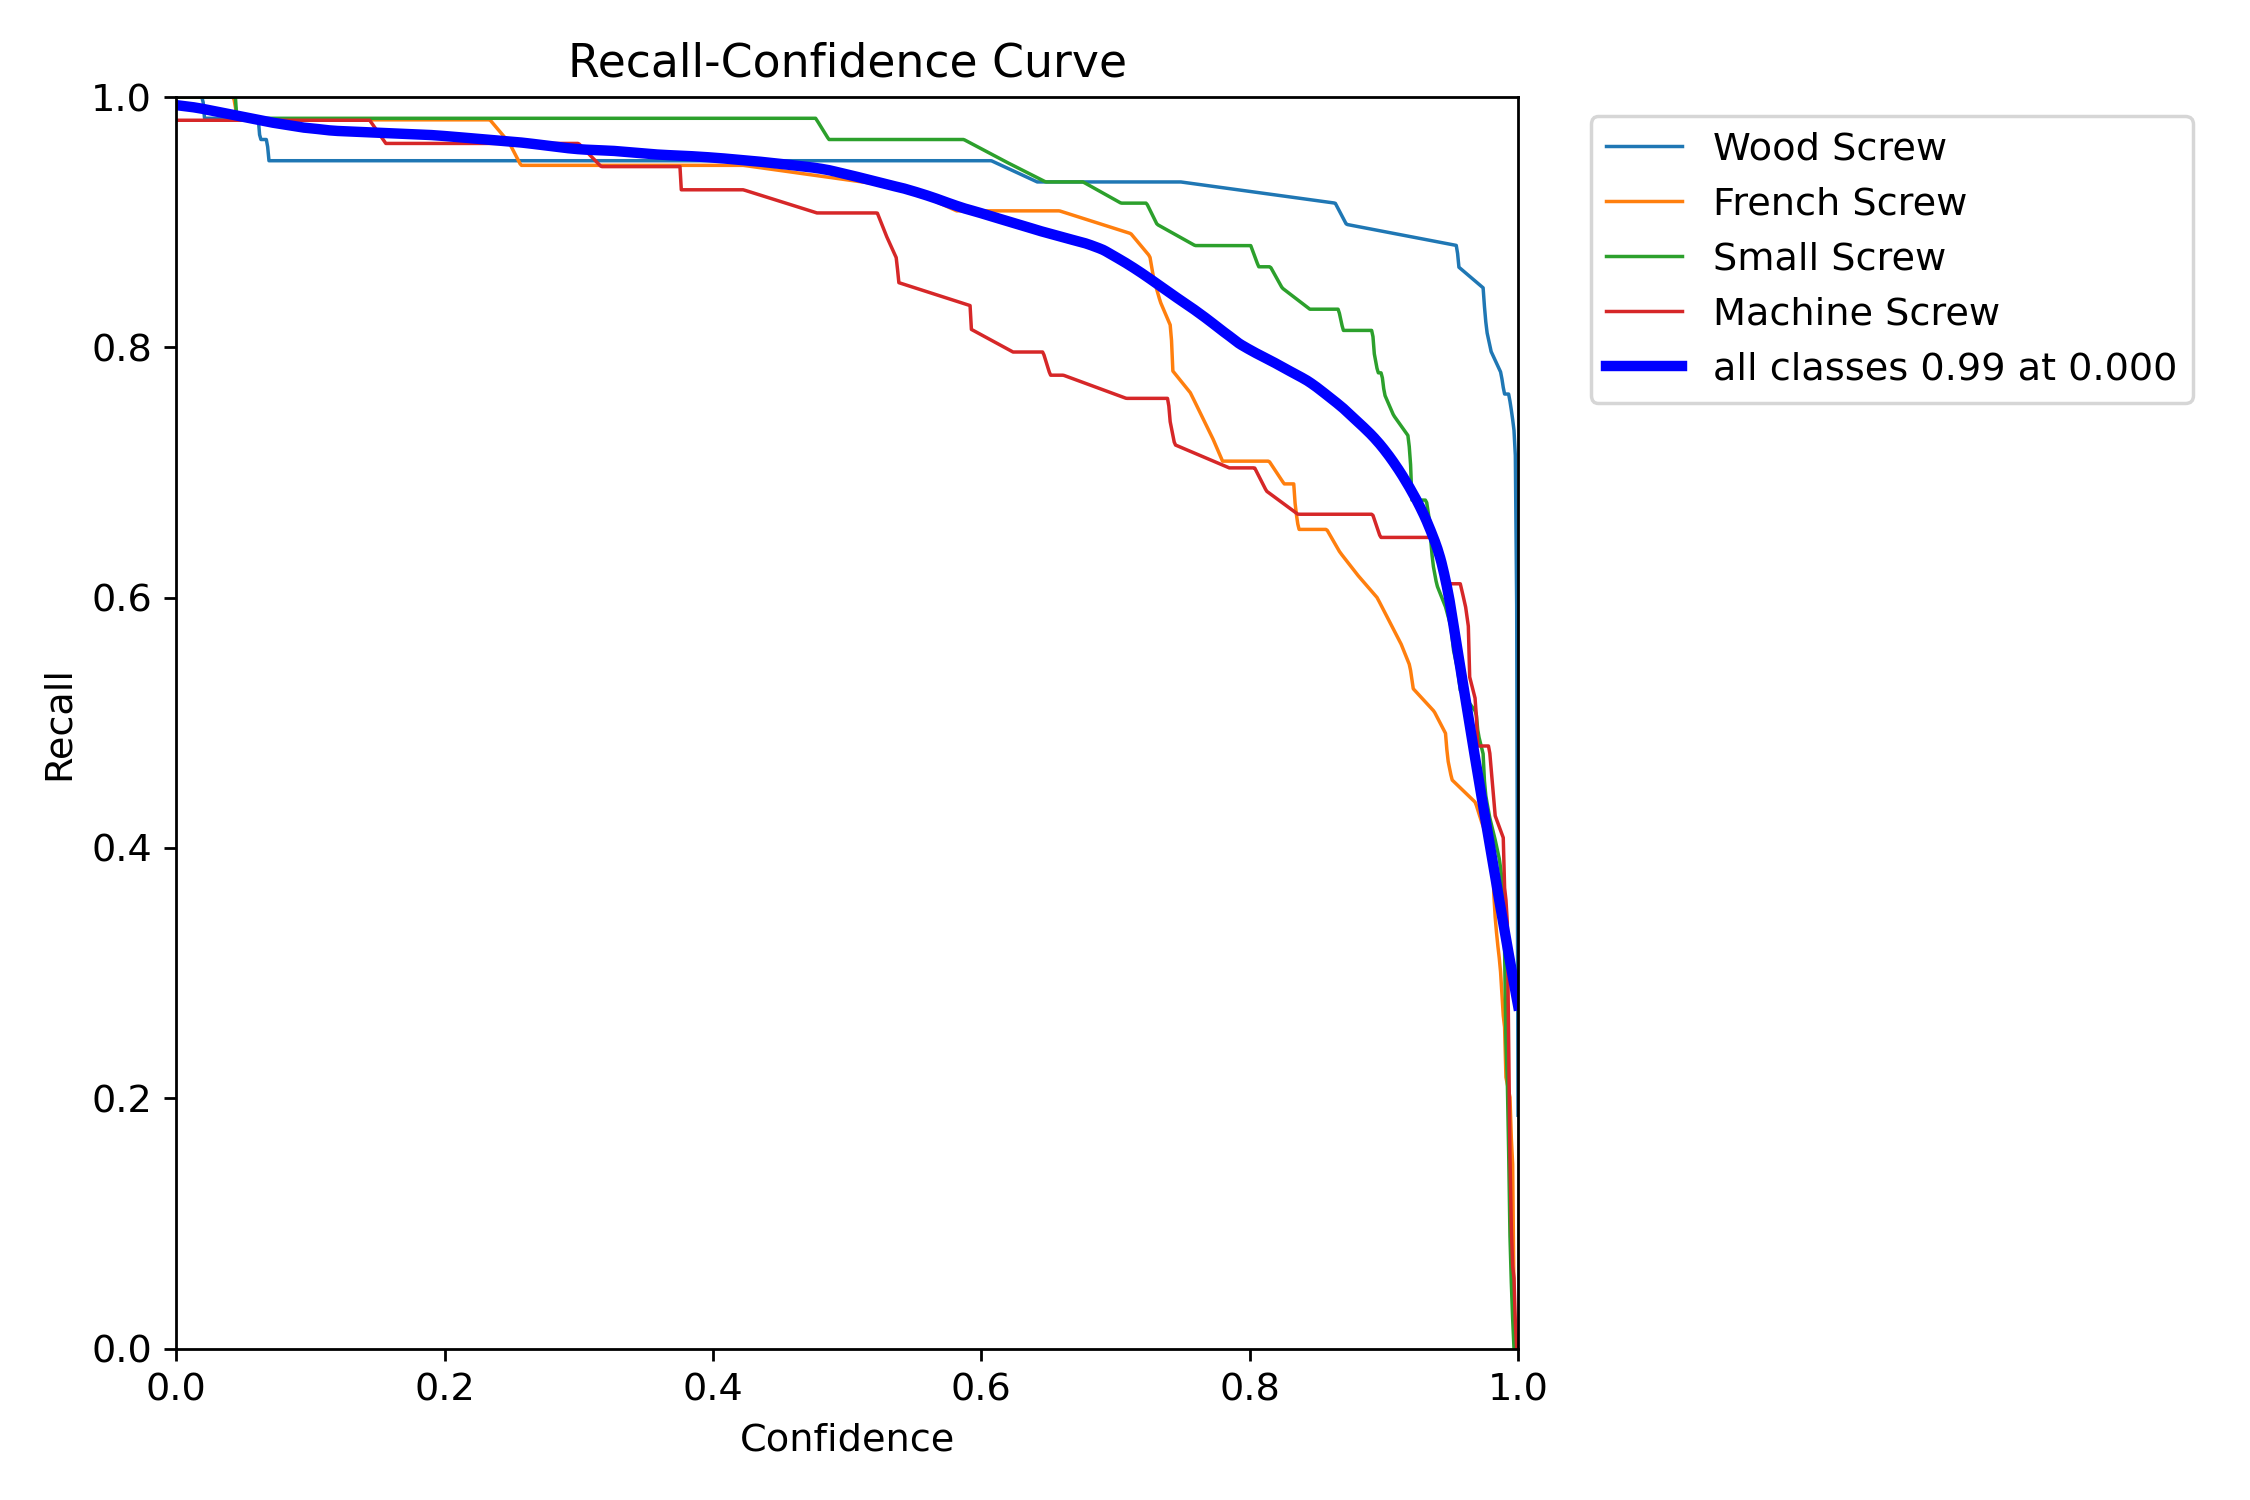 Recall-Confidence Curve
1.0
0.8
0.6
0.4
0.2
0.0
Recall
0.0 0.2 0.4 0.6 0.8 1.0
Confidence
Wood Screw
French Screw
Small Screw
Machine Screw
all classes 0.99 at 0.000